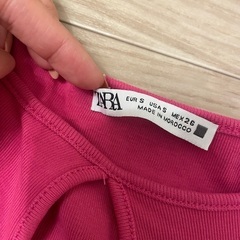 ZARA
EUR S USA S MEX 26
MADE IN MOROCCO